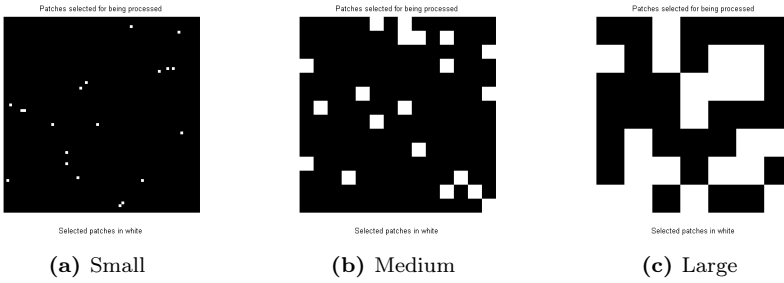 Patches selected for being processed
Patches selected for being processed
Patches selected for being processed
Selected patches in white
Selected patches in white
Selected patches in white
(a) Small
(b) Medium
(c) Large